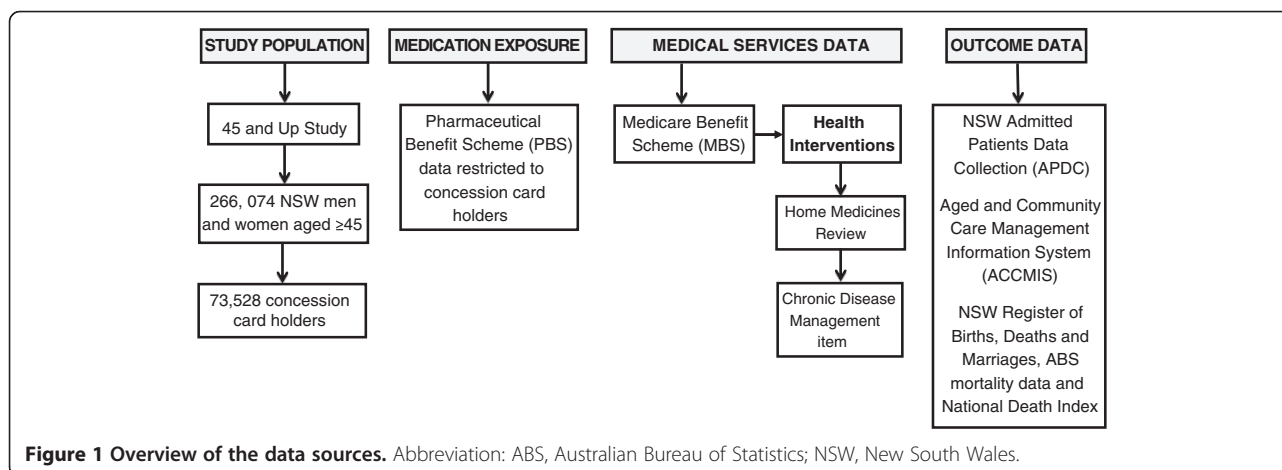 STUDY POPULATION
45 and Up Study
266, 074 NSW men
and women aged ≥45
73,528 concession
card holders
MEDICATION EXPOSURE
Pharmaceutical
Benefit Scheme (PBS)
data restricted to
concession card
holders
MEDICAL SERVICES DATA
Medicare Benefit
Scheme (MBS)
Health
Interventions
Home Medicines
Review
Chronic Disease
Management
item
OUTCOME DATA
NSW Admitted
Patients Data
Collection (APDC)
Aged and Community
Care Management
Information System
(ACCMIS)
NSW Register of
Births, Deaths and
Marriages, ABS
mortality data and
National Death Index
Figure 1 Overview of the data sources. Abbreviation: ABS, Australian Bureau of Statistics; NSW, New South Wales.